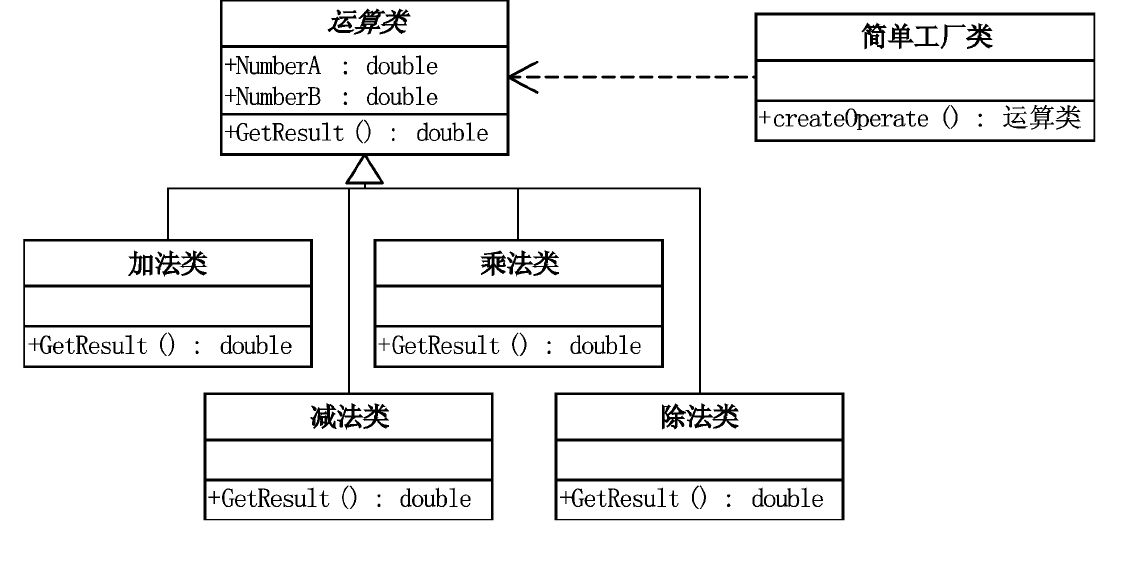 运算类
+NumberA : double
+NumberB : double
+GetResult() : double
简单工厂类
+createOperate() : 运算类
加法类
+GetResult() : double
乘法类
+GetResult() : double
减法类
+GetResult() : double
除法类
+GetResult() : double